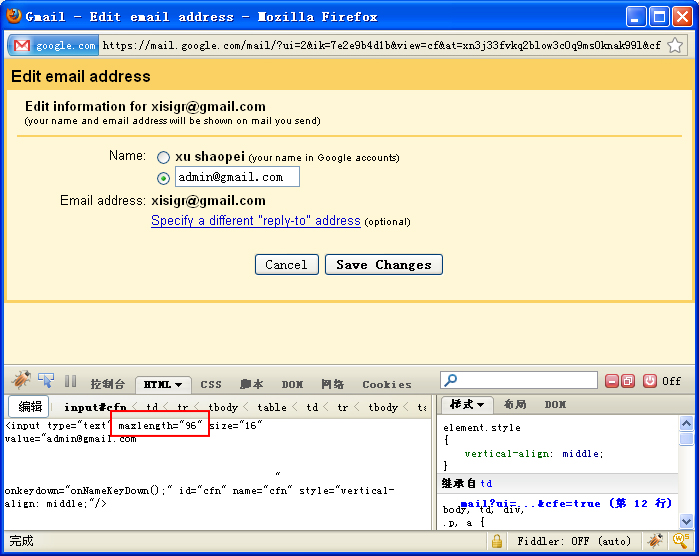 Gmail - Edit email address - Mozilla Firefox
google.com https://mail.google.com/mail/?ui=2&ik=7e2e9b4d1b&view=cf&at=xn3j33fvkq2blow3c0q9ms0knak99l&cf
Edit email address
Edit information for xisigr@gmail.com
(your name and email address will be shown on mail you send)
Name: xu shaopei (your name in Google accounts)
admin@gmail.com
Email address: xisigr@gmail.com
Specify a different "reply-to" address (optional)
Cancel Save Changes
控制台 HTML CSS 脚本 DOM 网络 Cookies Off
编辑 input#cfn < td < tr < tbody < table < td < tr < tbody < ta
<input type="text" maxlength="96" size="16"
value="admin@gmail.com
"
onkeydown="onNameKeyDown();" id="cfn" name="cfn" style="vertical-
align: middle;"/>
样式 布局 DOM
element.style
{
vertical-align: middle;
}
继承自 td
mail?ui=...&cfe=true (第 12 行)
body, td, div,
.p, a {
完成 Fiddler: OFF (auto)